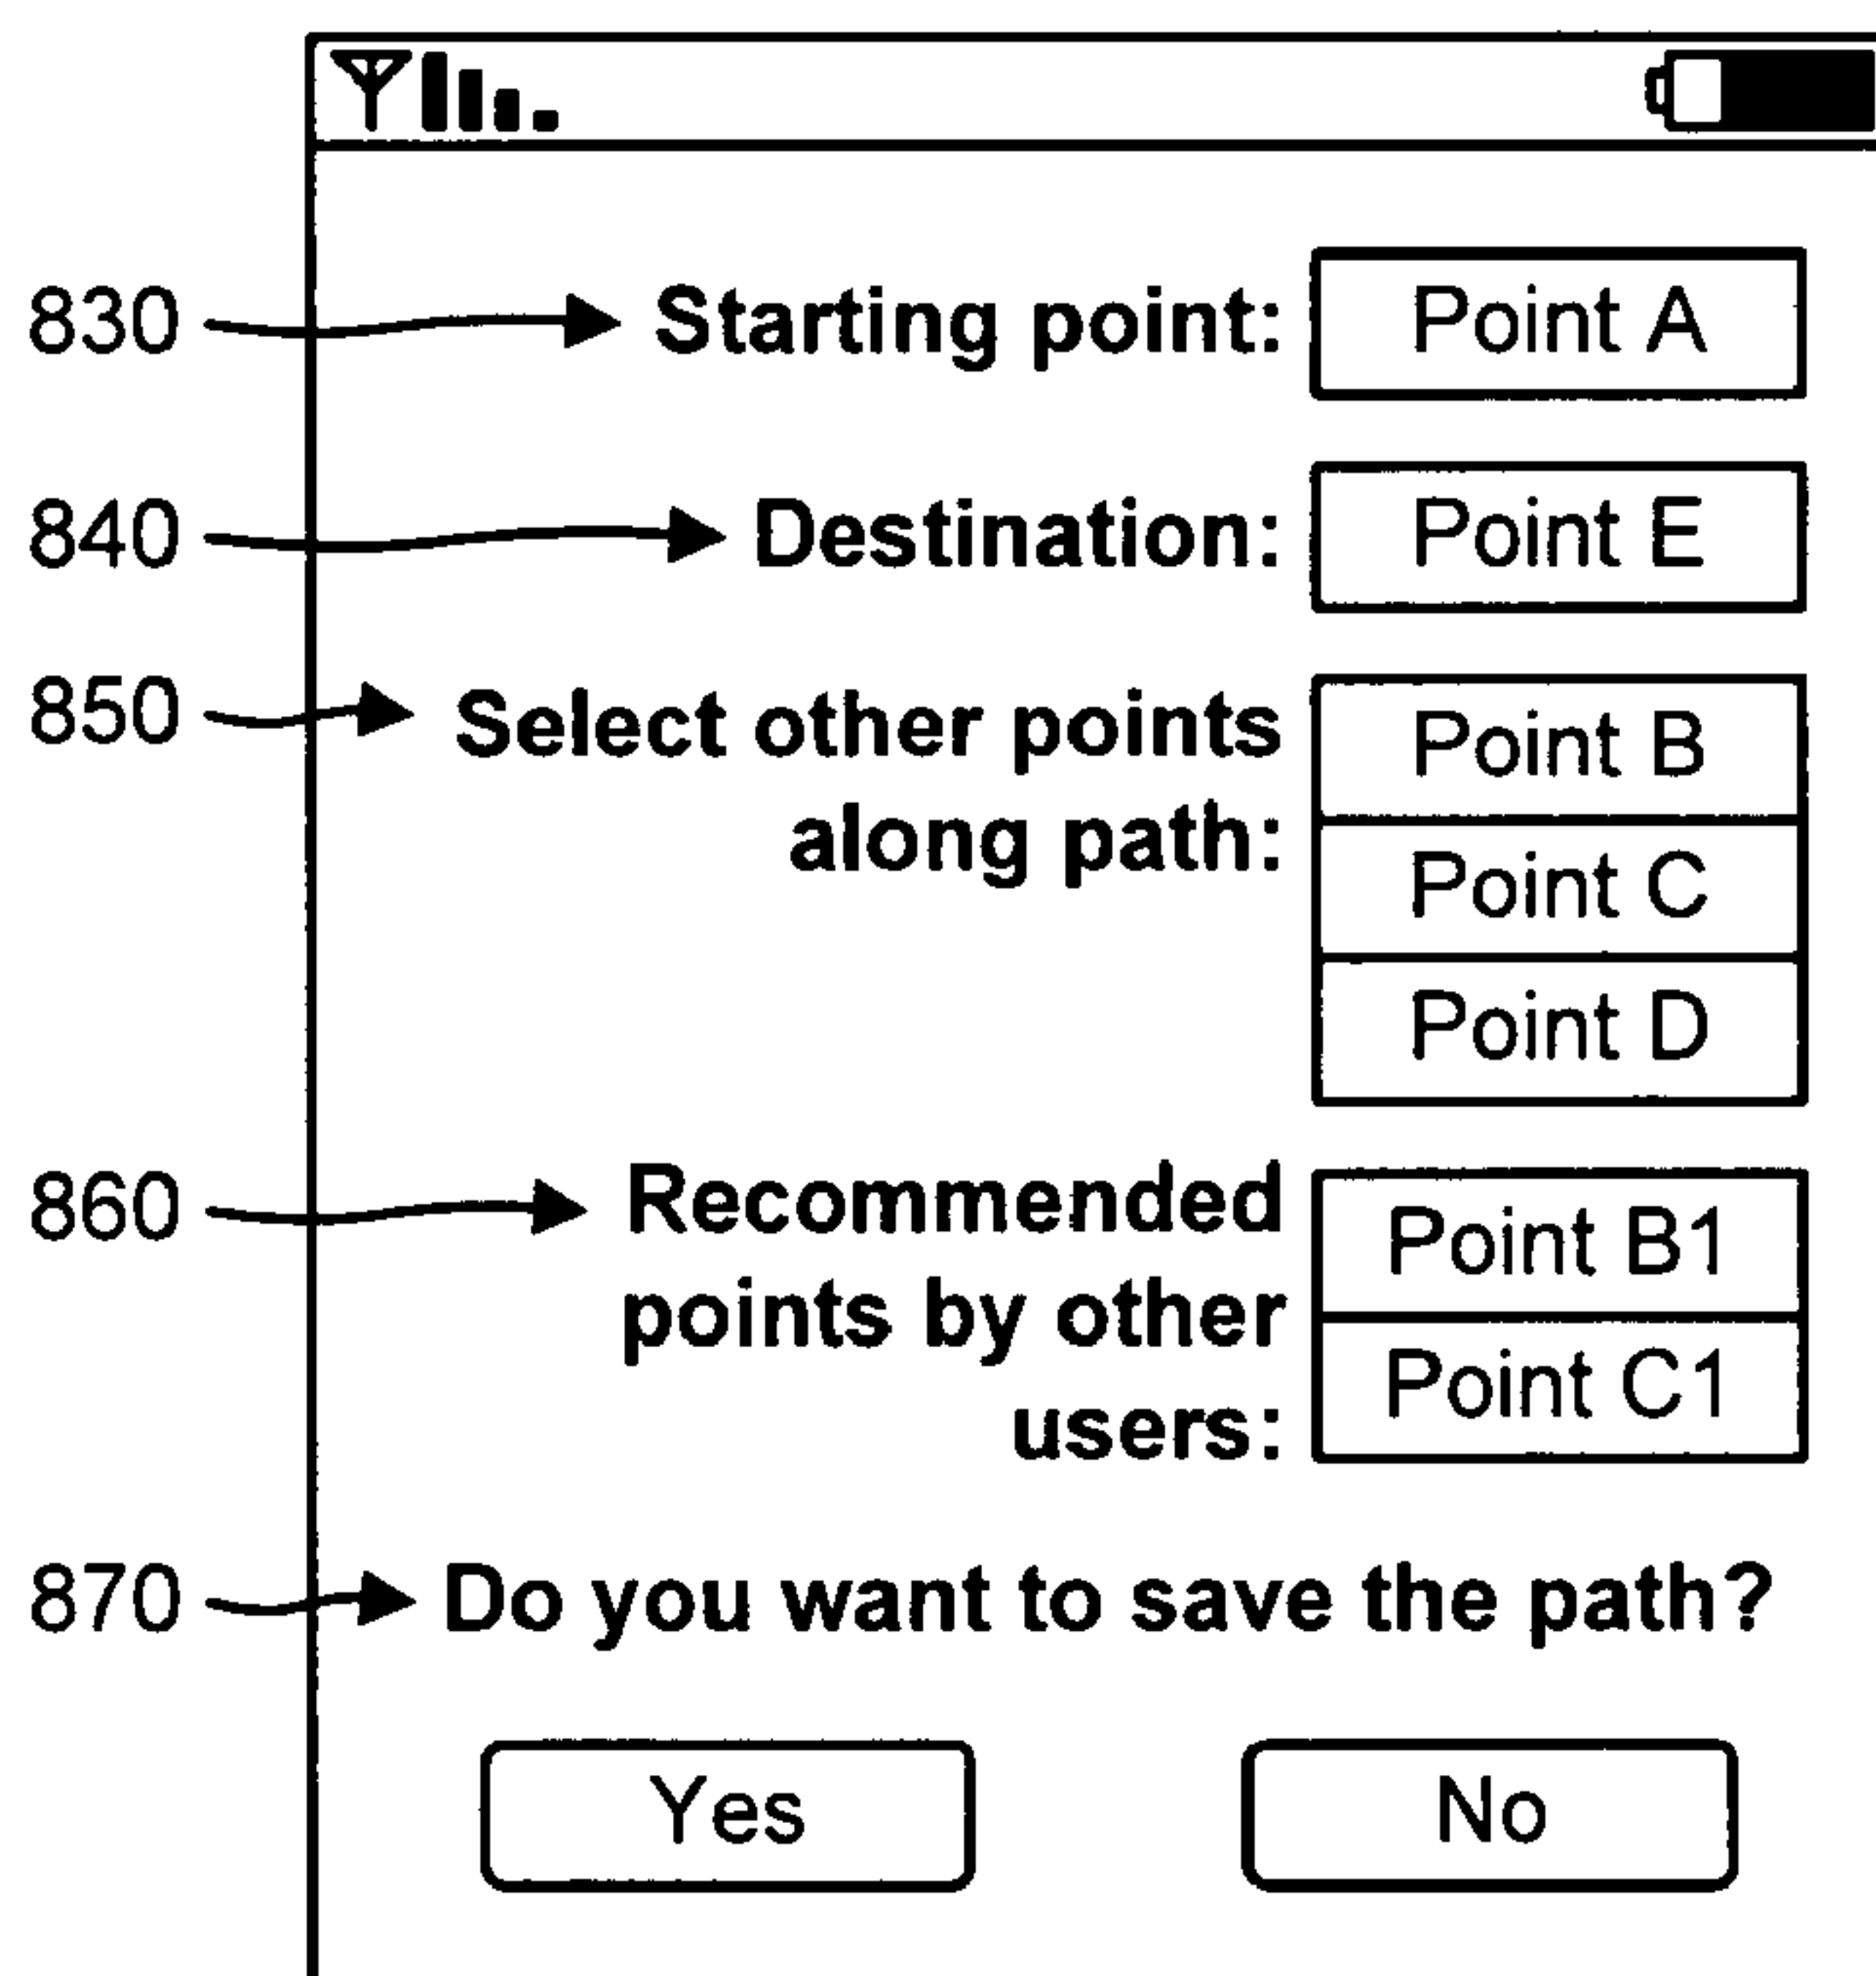 830 Starting point: Point A
840 Destination: Point E
850 Select other points Point B
along path: Point C
Point D
860 Recommended Point B1
points by other Point C1
users:
870 Do you want to save the path?
Yes No